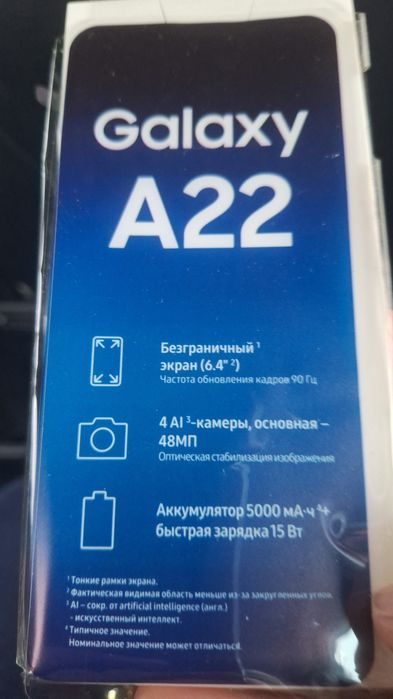 Galaxy
A22
Безграничный ¹
экран (6.4" ²)
Частота обновления кадров 90 Гц
4 AI ³-камеры, основная –
48МП
Оптическая стабилизация изображения
Аккумулятор 5000 мА·ч ⁴+
быстрая зарядка 15 Вт
¹ Тонкие рамки экрана.
² Фактическая видимая область меньше из-за закругленных углов.
³ AI – сокр. от artificial intelligence (англ.)
- искусственный интеллект.
⁴ Типичное значение.
Номинальное значение может отличаться.